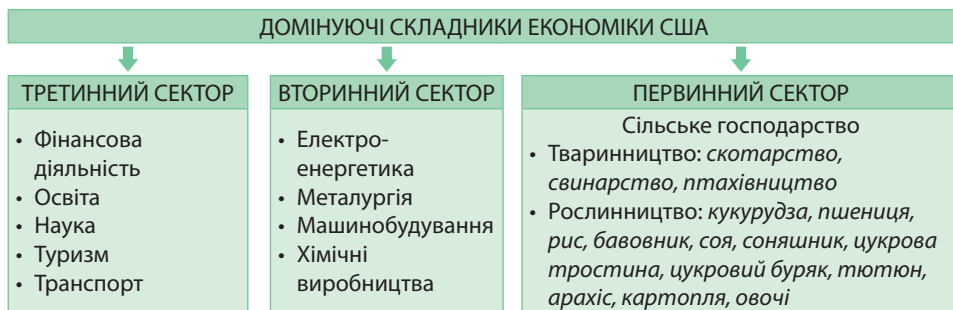 ДОМІНУЮЧІ СКЛАДНИКИ ЕКОНОМІКИ США
ТРЕТИННИЙ СЕКТОР
• Фінансова
діяльність
• Освіта
• Наука
• Туризм
• Транспорт
ВТОРИННИЙ СЕКТОР
• Електро-
енергетика
• Металургія
• Машинобудування
• Хімічні
виробництва
ПЕРВИННИЙ СЕКТОР
Сільське господарство
• Тваринництво: скотарство,
свинарство, птахівництво
• Рослинництво: кукурудза, пшениця,
рис, бавовник, соя, соняшник, цукрова
тростина, цукровий буряк, тютюн,
арахіс, картопля, овочі